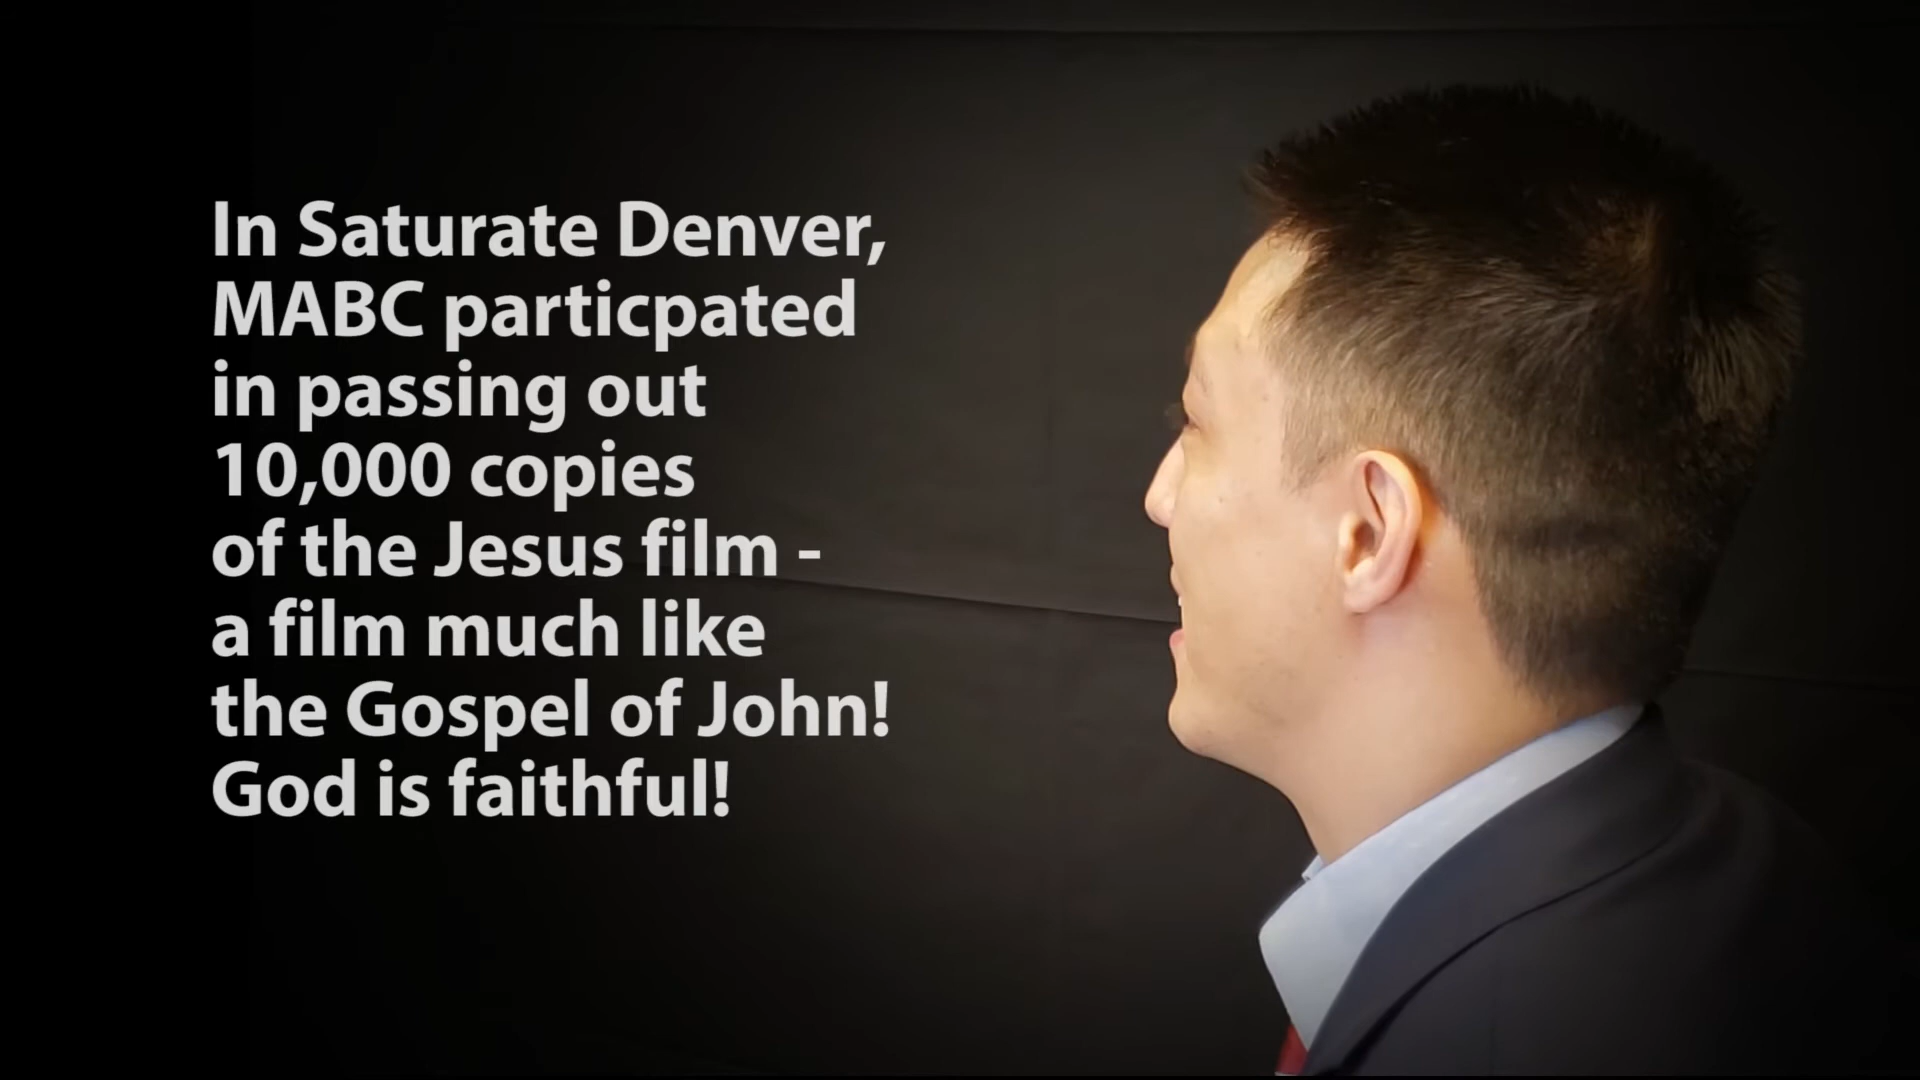 In Saturate Denver,
MABC particpated
in passing out
10,000 copies
of the Jesus film -
a film much like
the Gospel of John!
God is faithful!